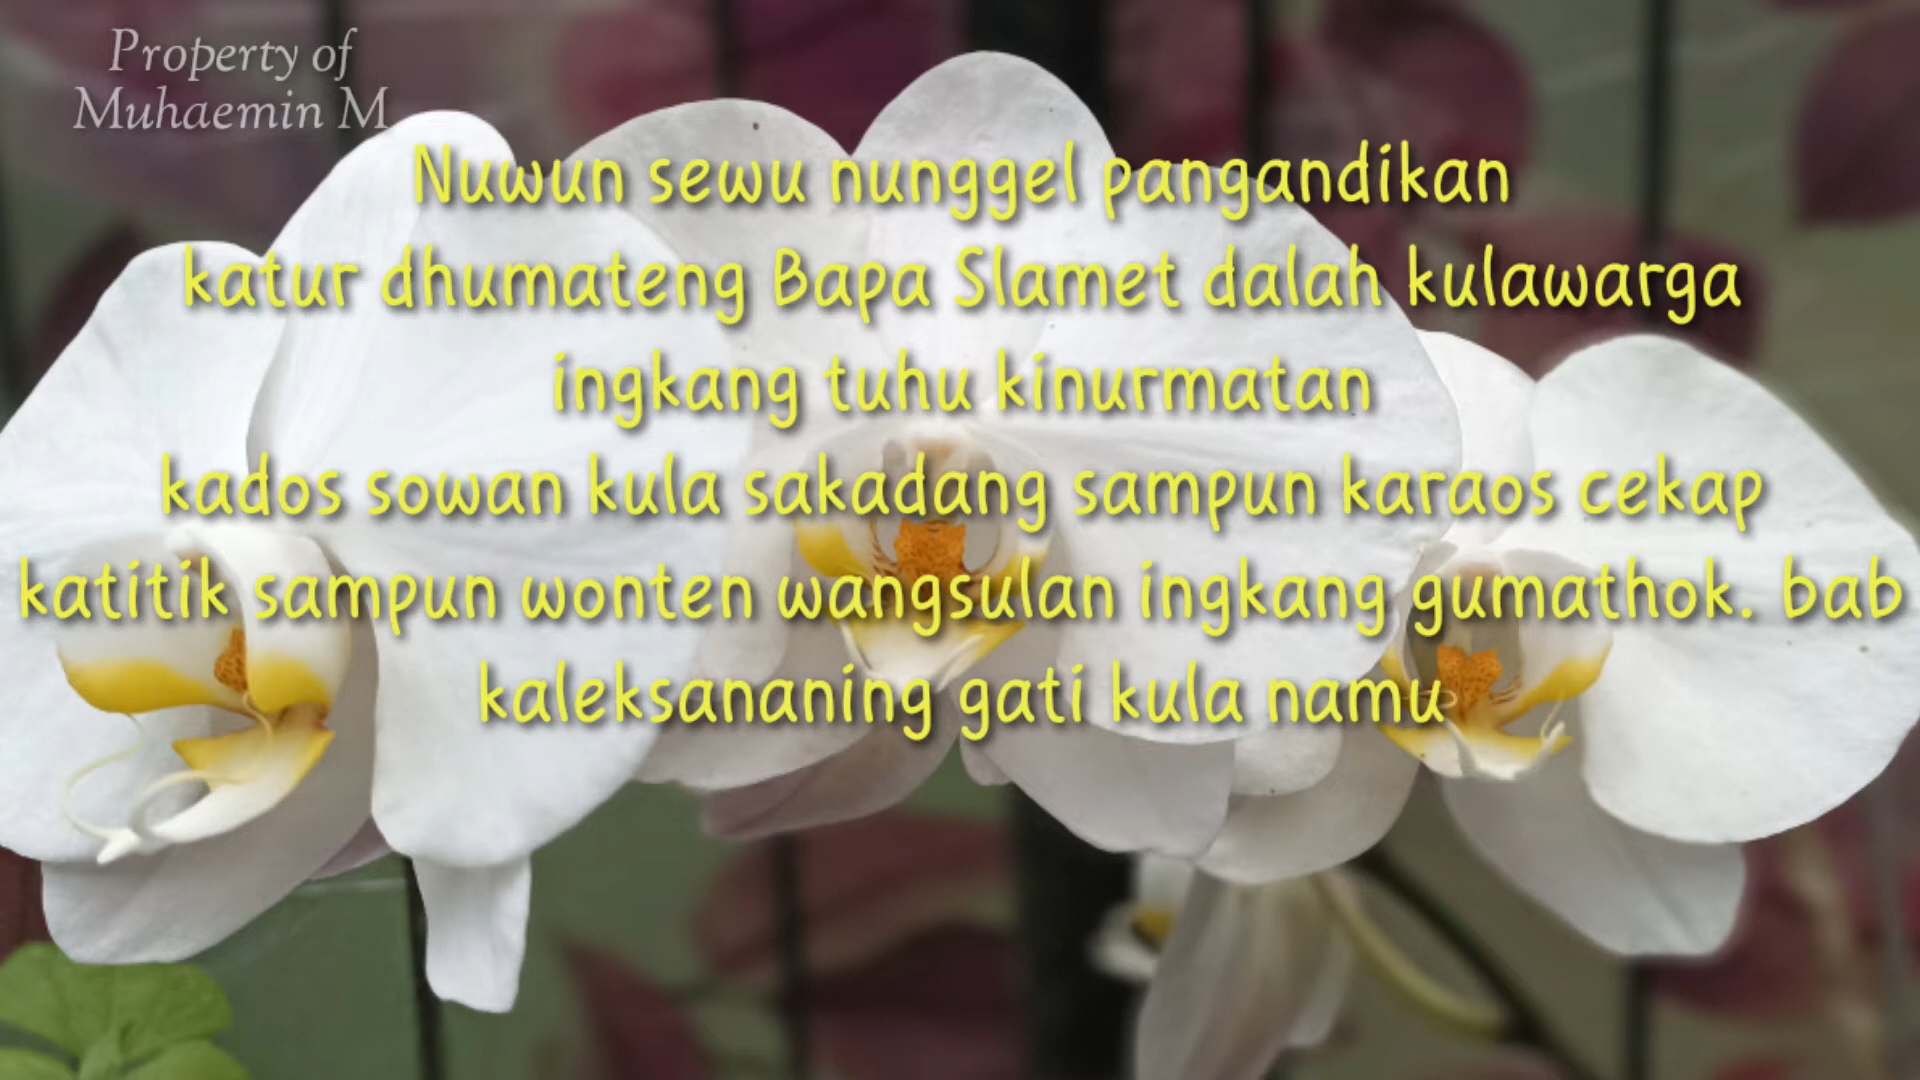 Property of
Muhaemin M
Nuwun sewu nunggel pangandikan
katur dhumateng Bapa Slamet dalah kulawarga
ingkang tuhu kinurmatan
kados sowan kula sakadang sampun karaos cekap
katitik sampun wonten wangsulan ingkang gumathok. bab
kaleksananing gati kula namu